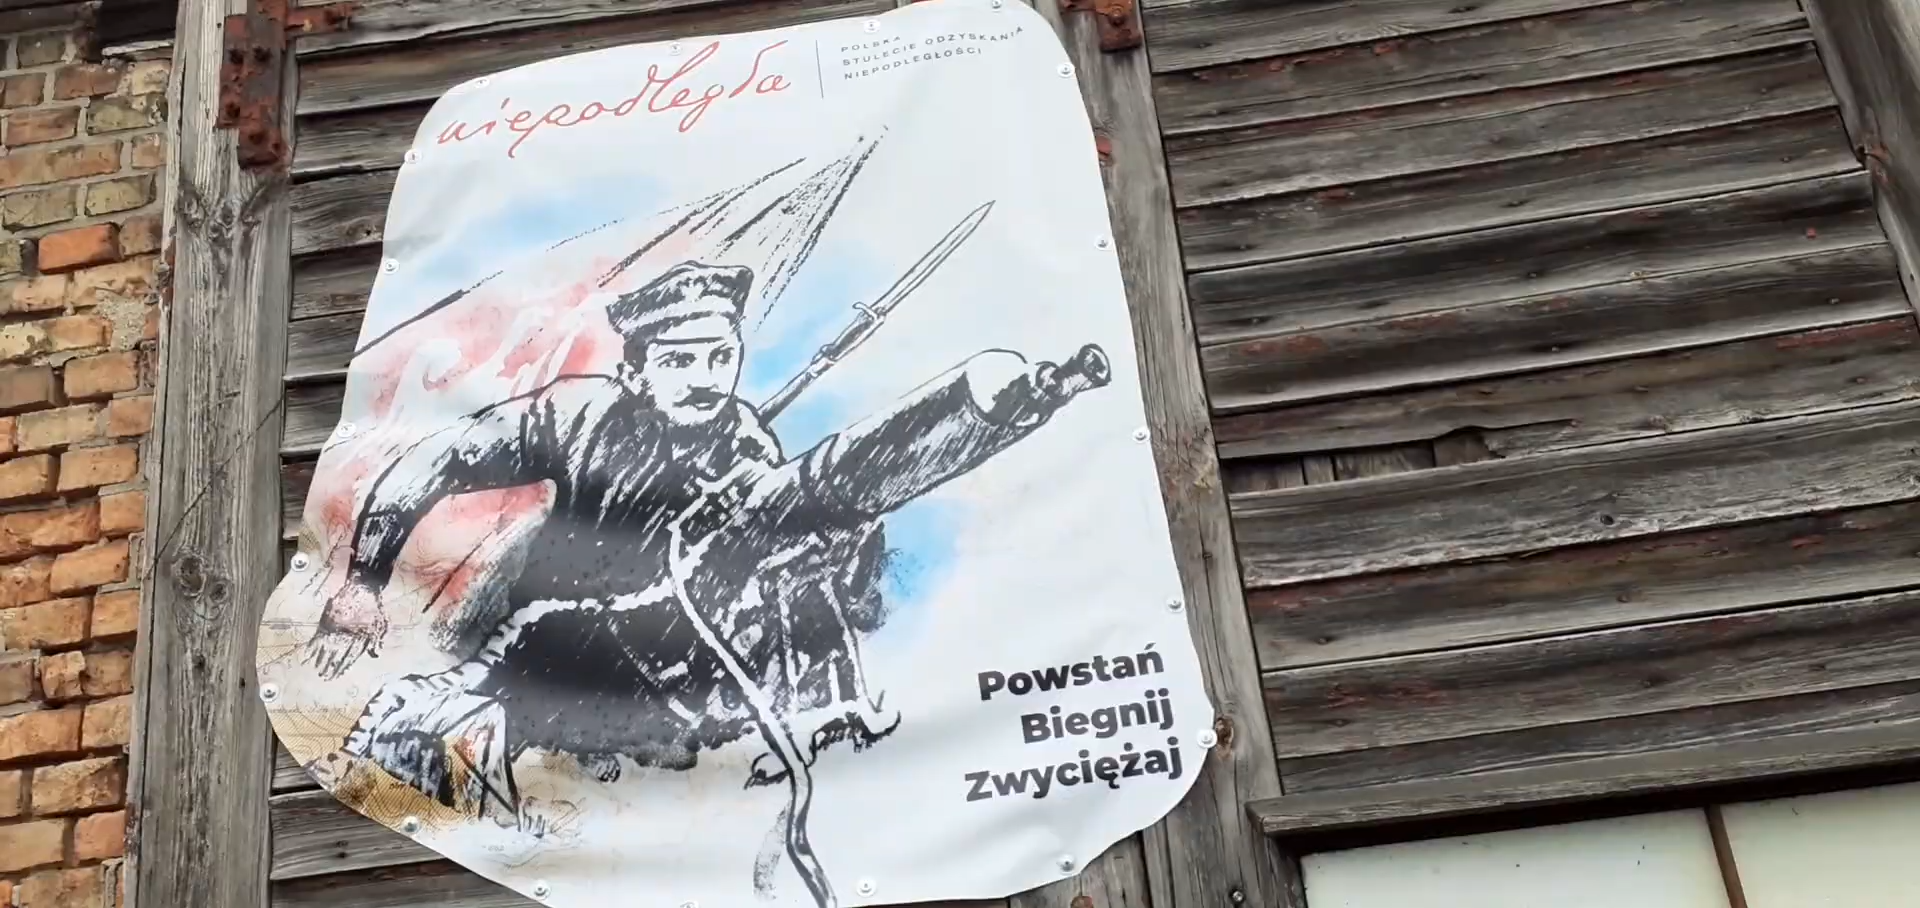 niepodległa
POLSKA
STULECIE ODZYSKANIA
NIEPODLEGŁOŚCI
Powstań
Biegnij
Zwyciężaj